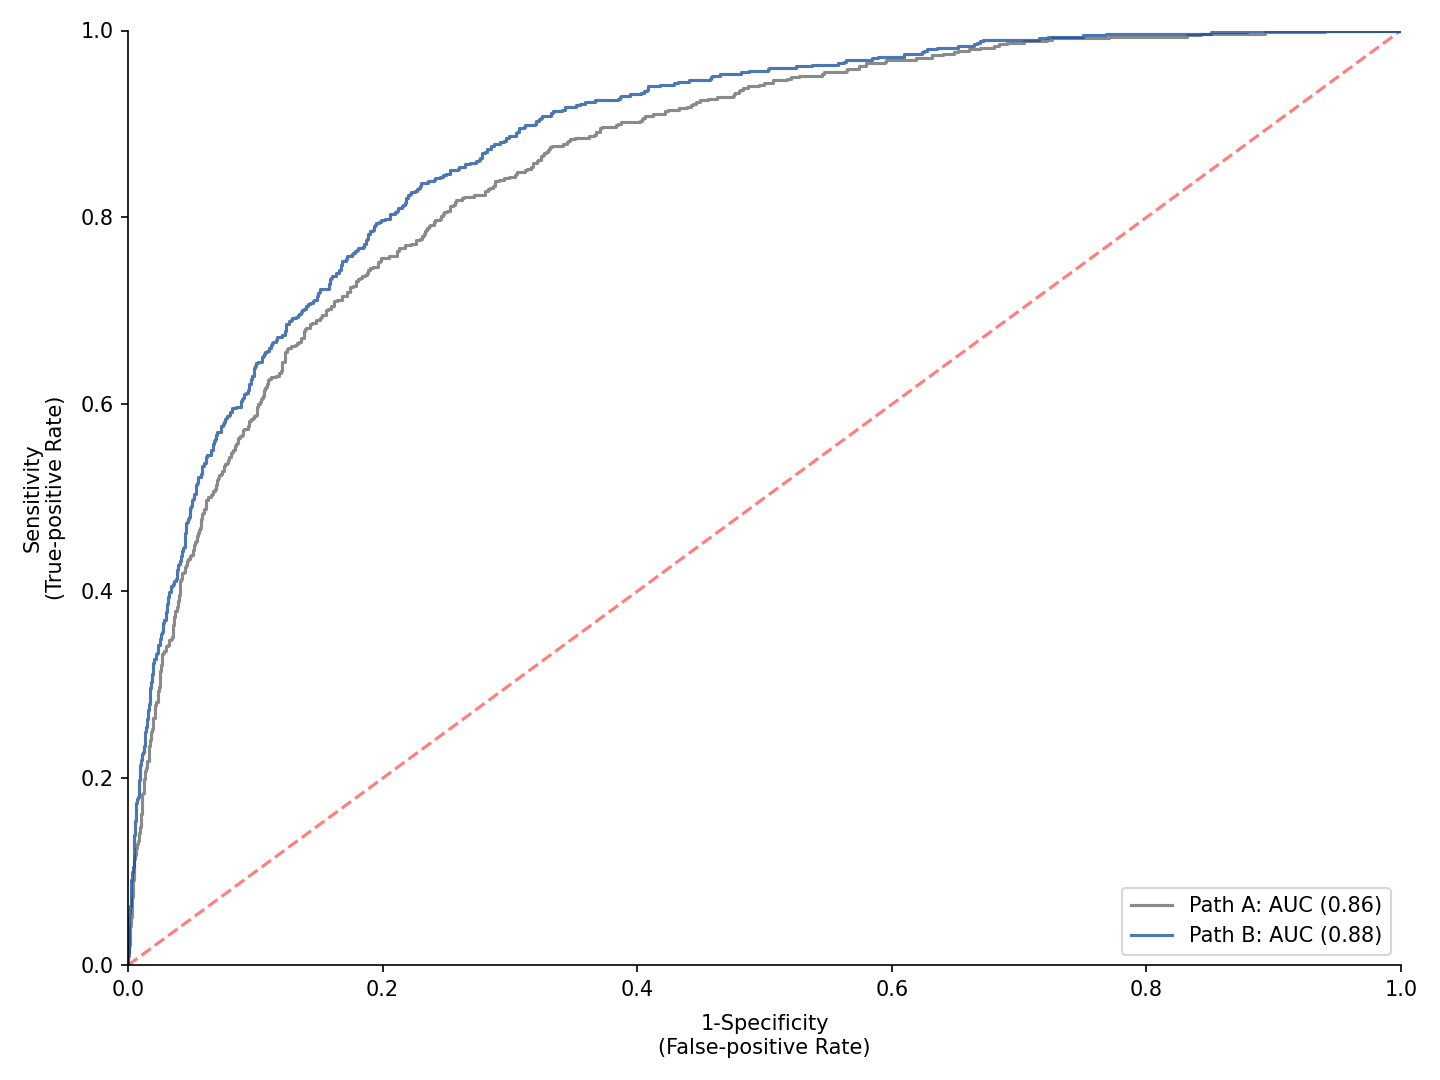 1.0
0.8
0.6
0.4
0.2
0.0
Sensitivity
(True-positive Rate)
0.0 0.2 0.4 0.6 0.8 1.0
1-Specificity
(False-positive Rate)
Path A: AUC (0.86)
Path B: AUC (0.88)